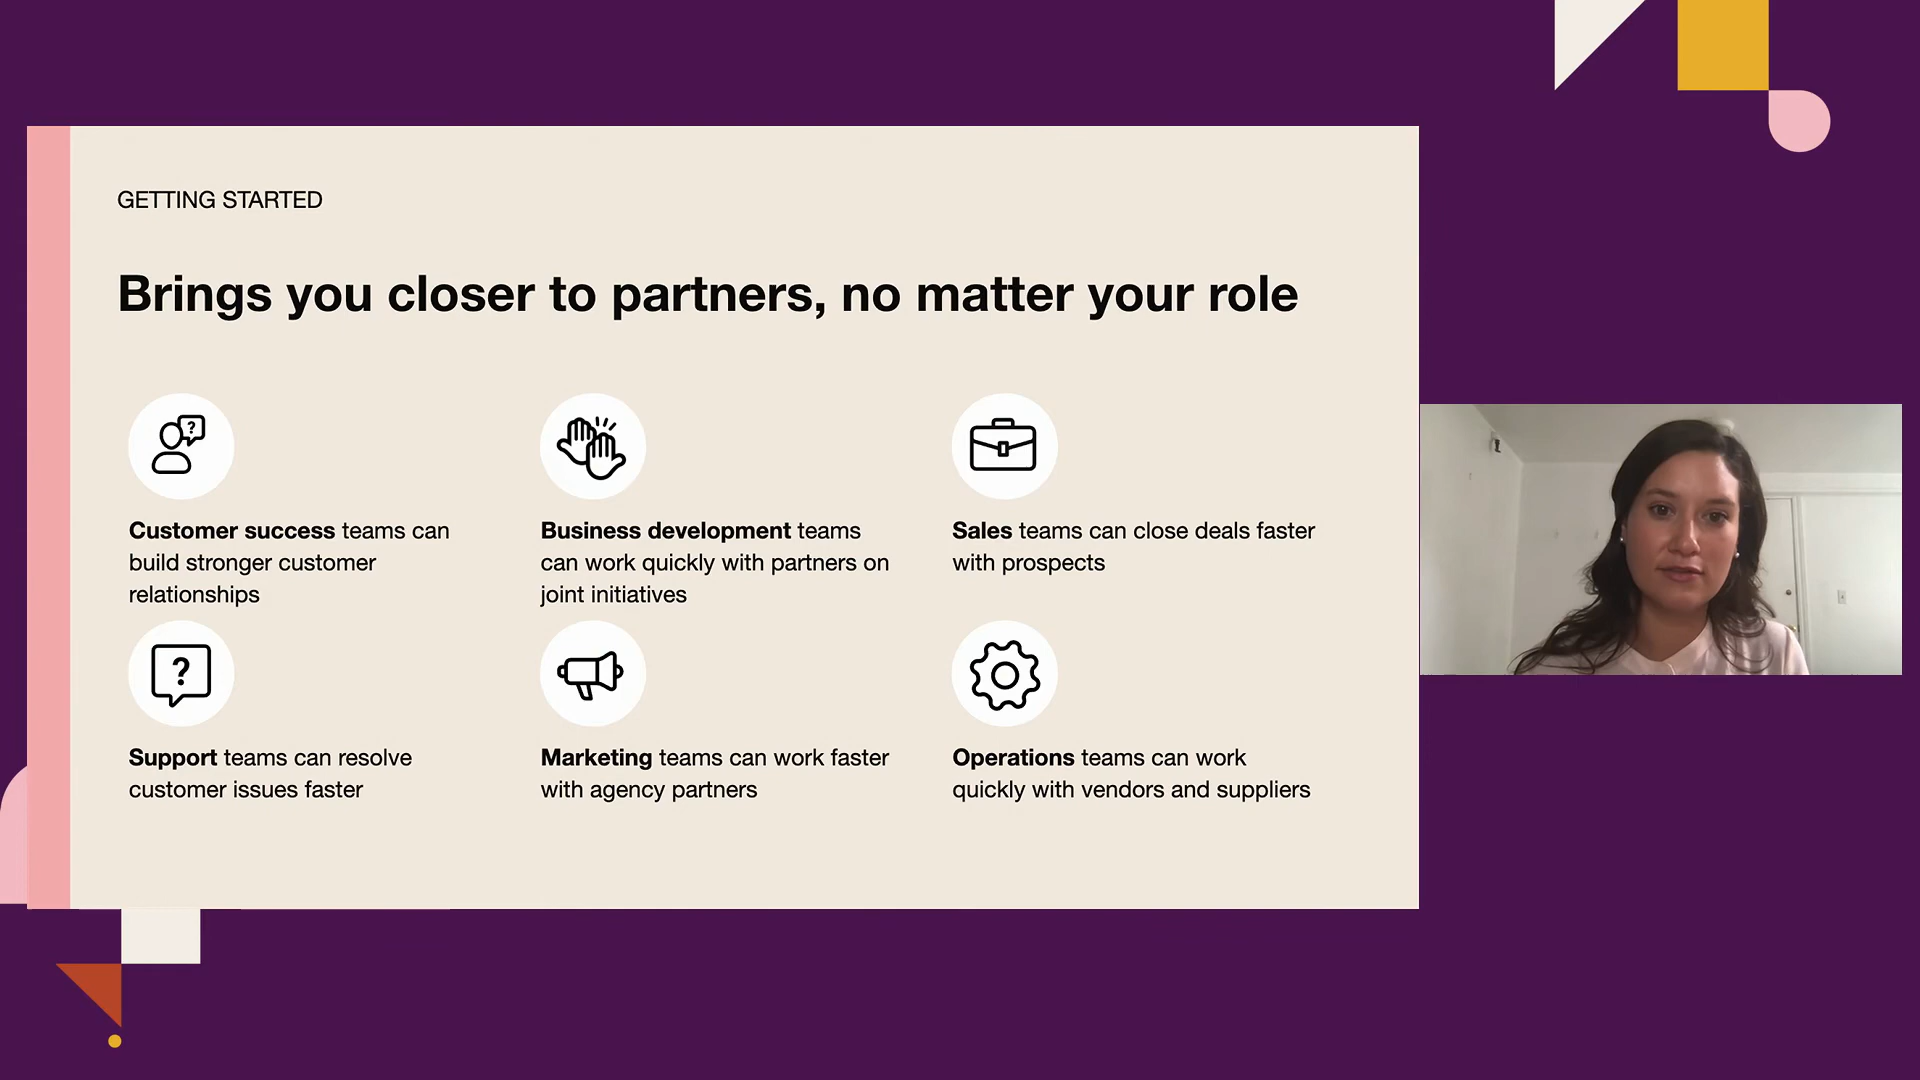 GETTING STARTED
Brings you closer to partners, no matter your role
?
Customer success teams can
build stronger customer
relationships
Business development teams
can work quickly with partners on
joint initiatives
Sales teams can close deals faster
with prospects
?
Support teams can resolve
customer issues faster
Marketing teams can work faster
with agency partners
Operations teams can work
quickly with vendors and suppliers